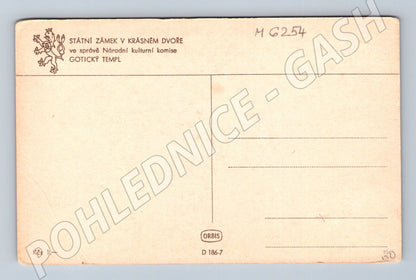 STÁTNÍ ZÁMEK V KRÁSNÉM DVOŘE
ve správě Národní kulturní komise
GOTICKÝ TEMPL
M 6254
POHLEDNICE - GASH
ORBIS
D 186-7